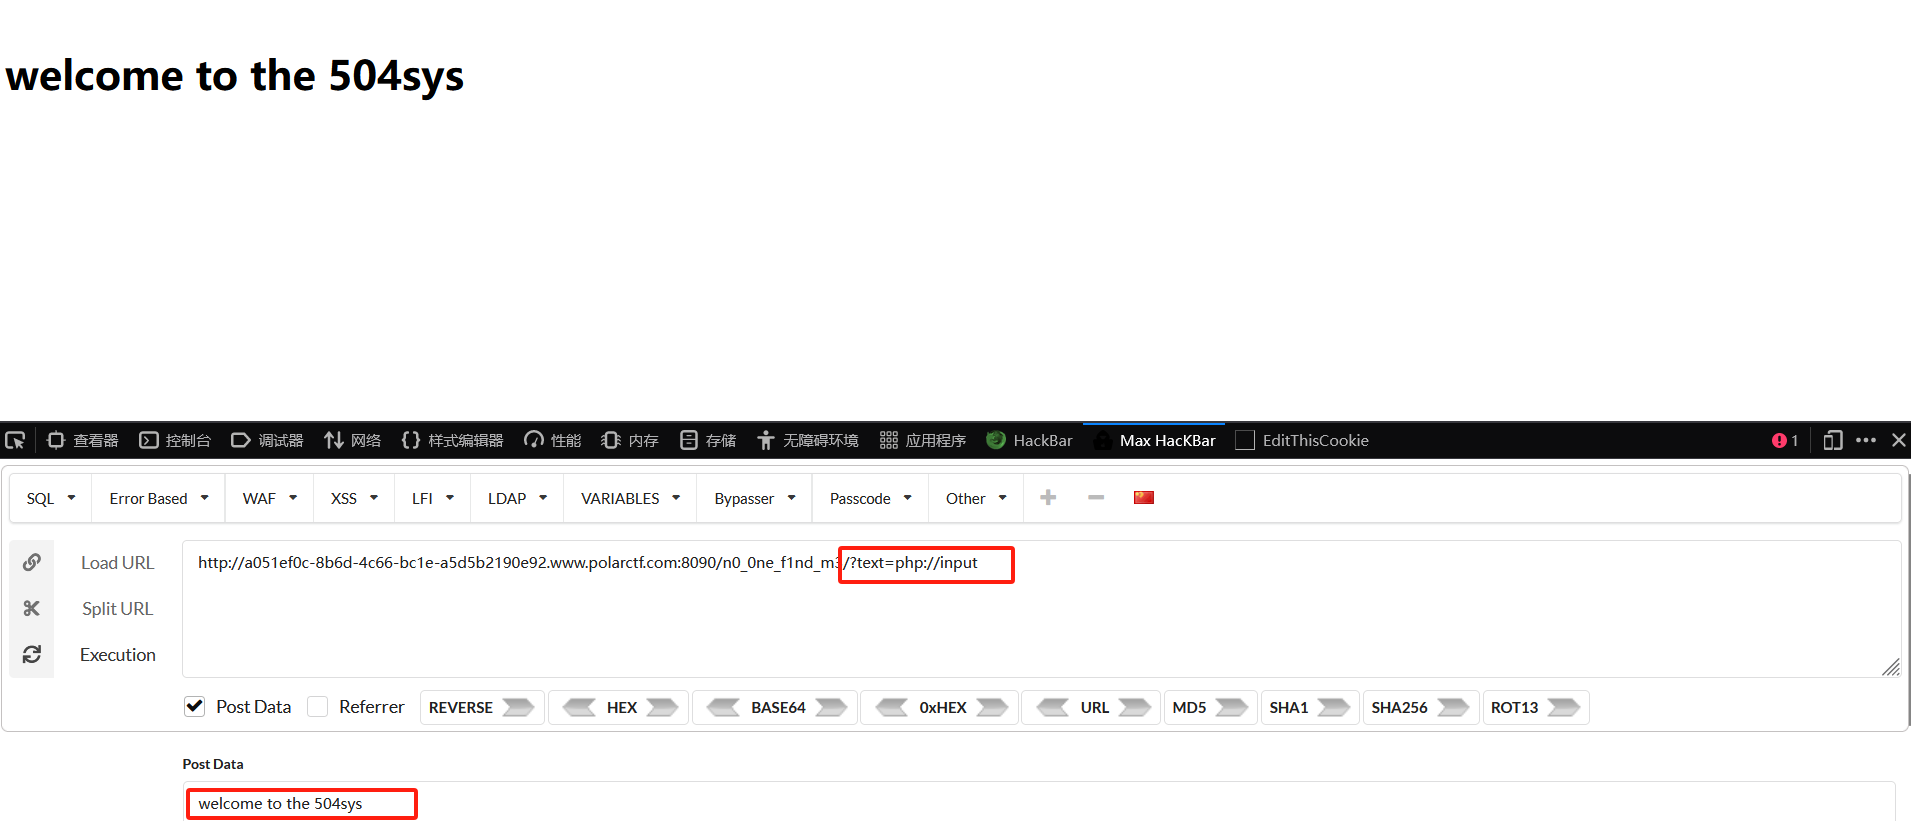 welcome to the 504sys
查看器 控制台 调试器 网络 样式编辑器 性能 内存 存储 无障碍环境 应用程序 HackBar Max HacKBar EditThisCookie 1
SQL Error Based WAF XSS LFI LDAP VARIABLES Bypasser Passcode Other
Load URL http://a051ef0c-8b6d-4c66-bc1e-a5d5b2190e92.www.polarctf.com:8090/n0_0ne_f1nd_m3/?text=php://input
Split URL
Execution
Post Data Referrer REVERSE HEX BASE64 0xHEX URL MD5 SHA1 SHA256 ROT13
Post Data
welcome to the 504sys